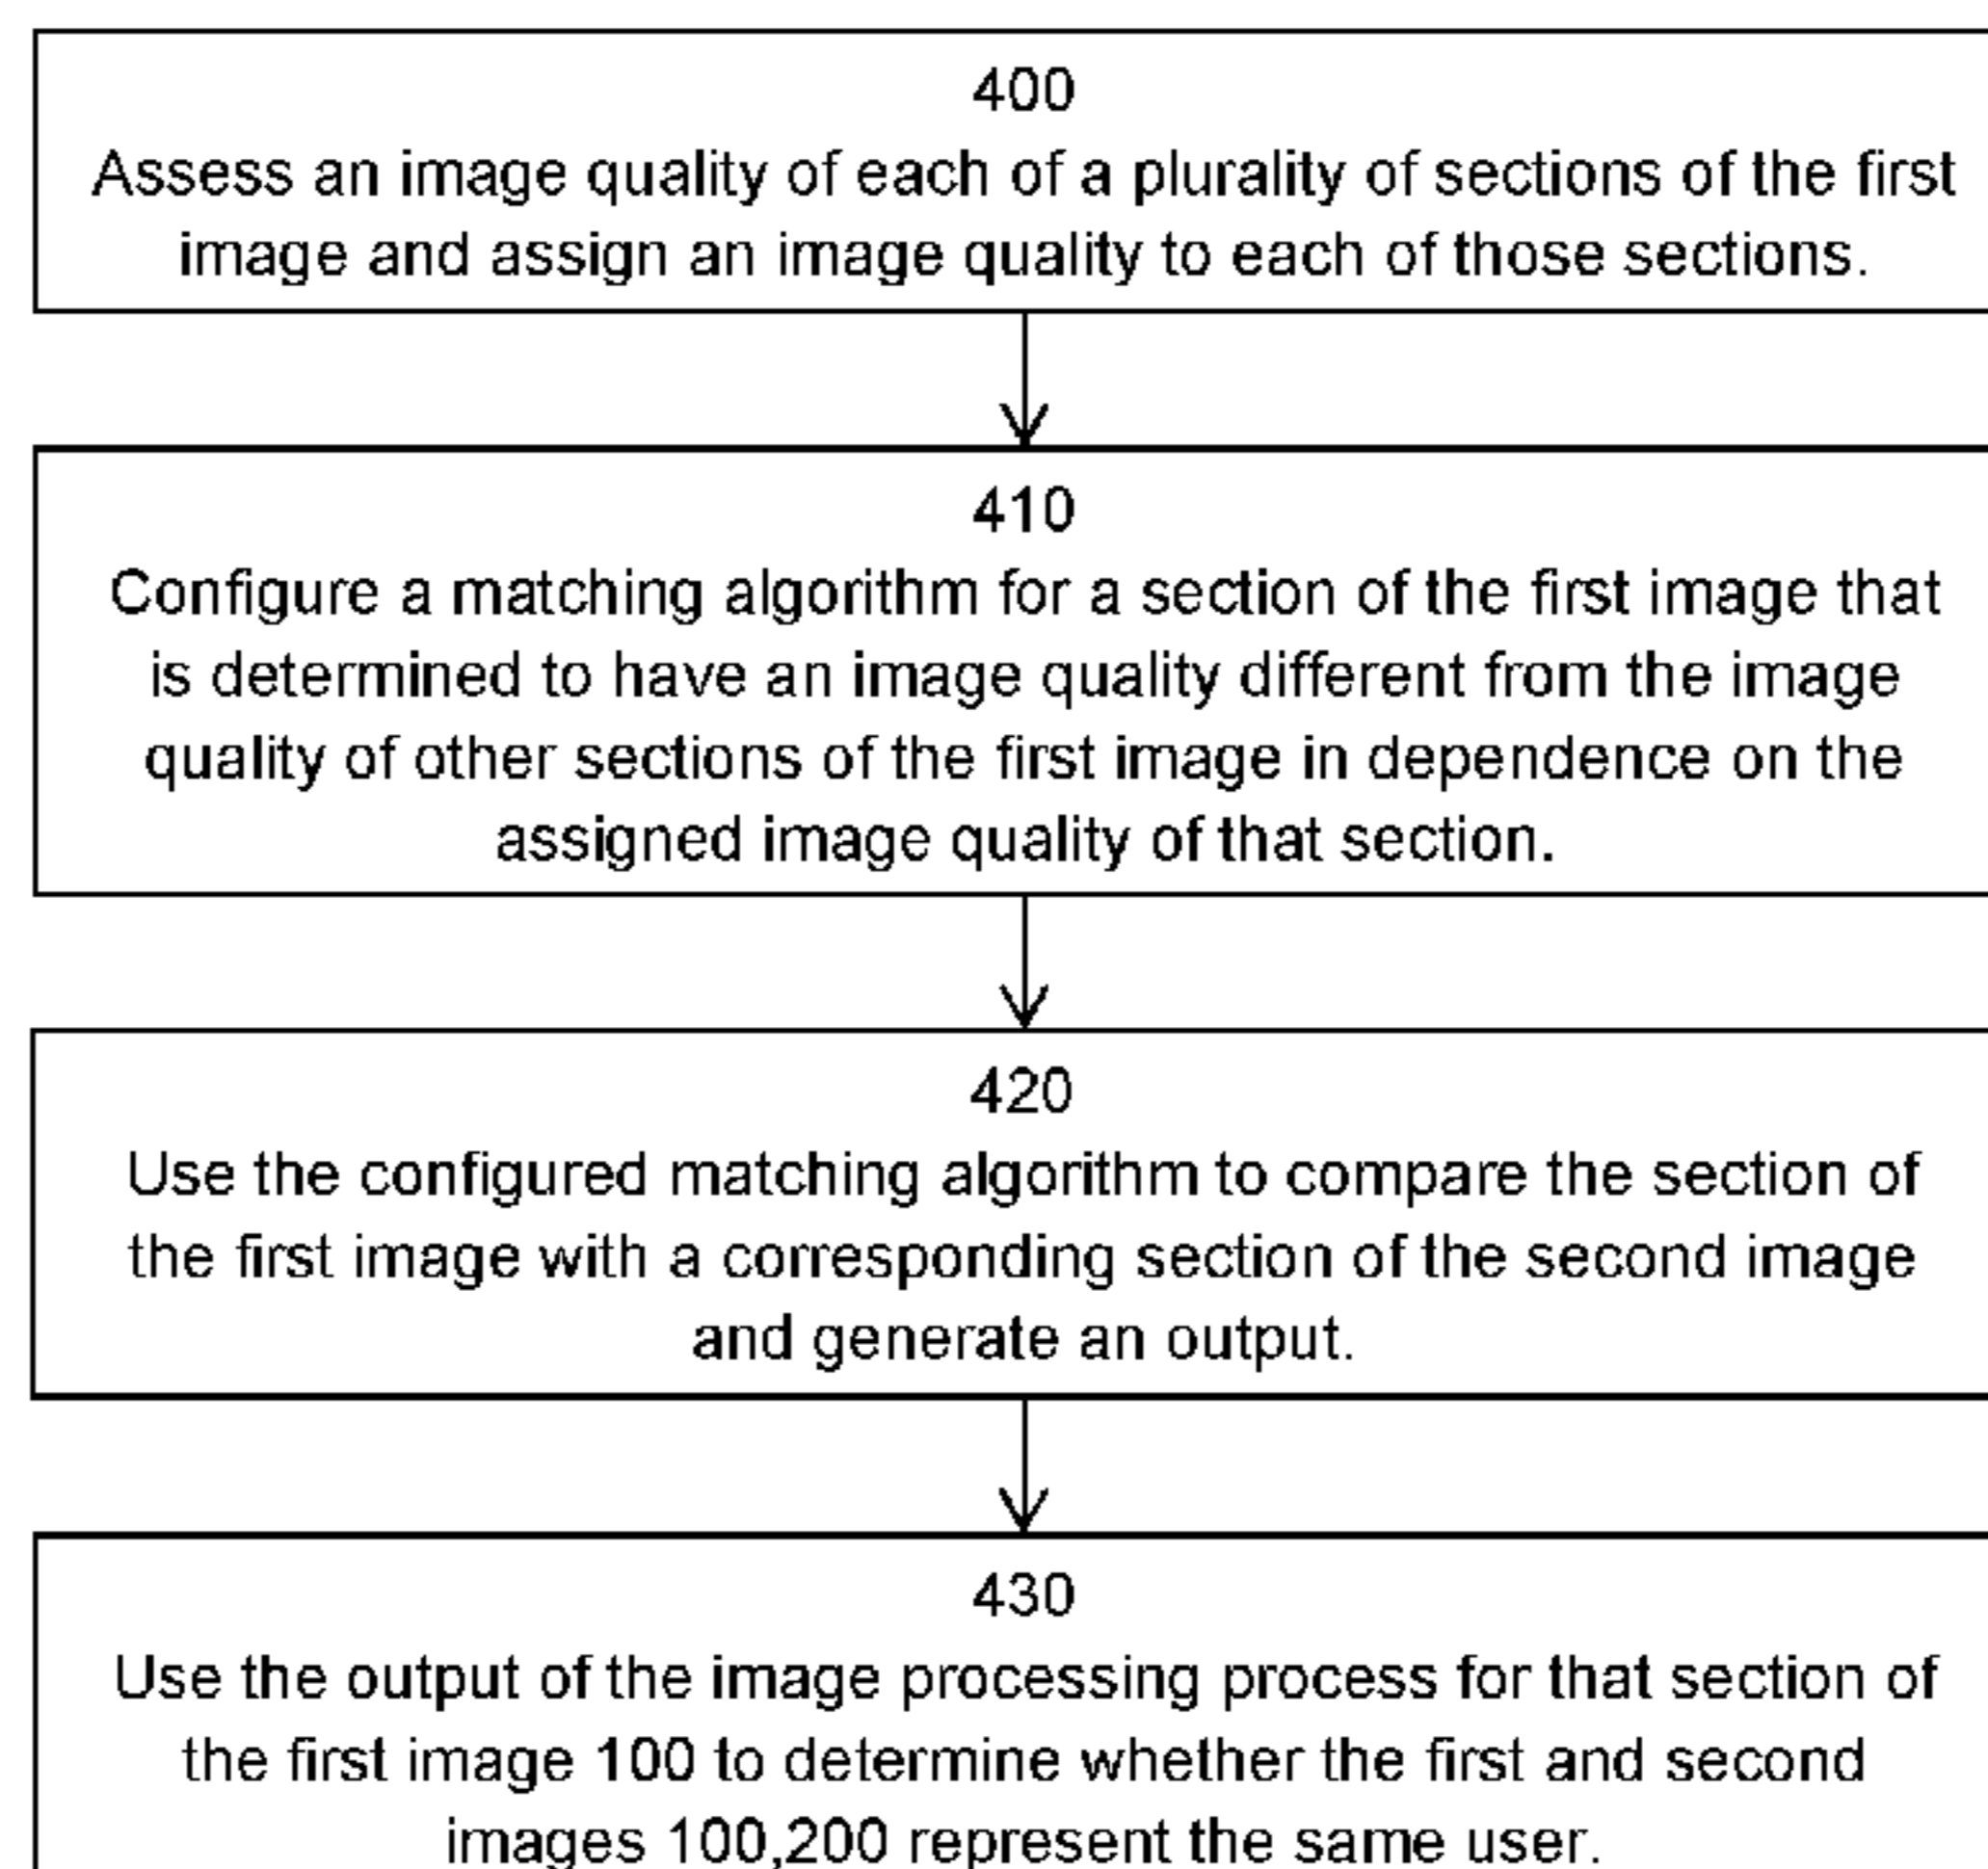 400
Assess an image quality of each of a plurality of sections of the first
image and assign an image quality to each of those sections.
410
Configure a matching algorithm for a section of the first image that
is determined to have an image quality different from the image
quality of other sections of the first image in dependence on the
assigned image quality of that section.
420
Use the configured matching algorithm to compare the section of
the first image with a corresponding section of the second image
and generate an output.
430
Use the output of the image processing process for that section of
the first image 100 to determine whether the first and second
images 100,200 represent the same user.